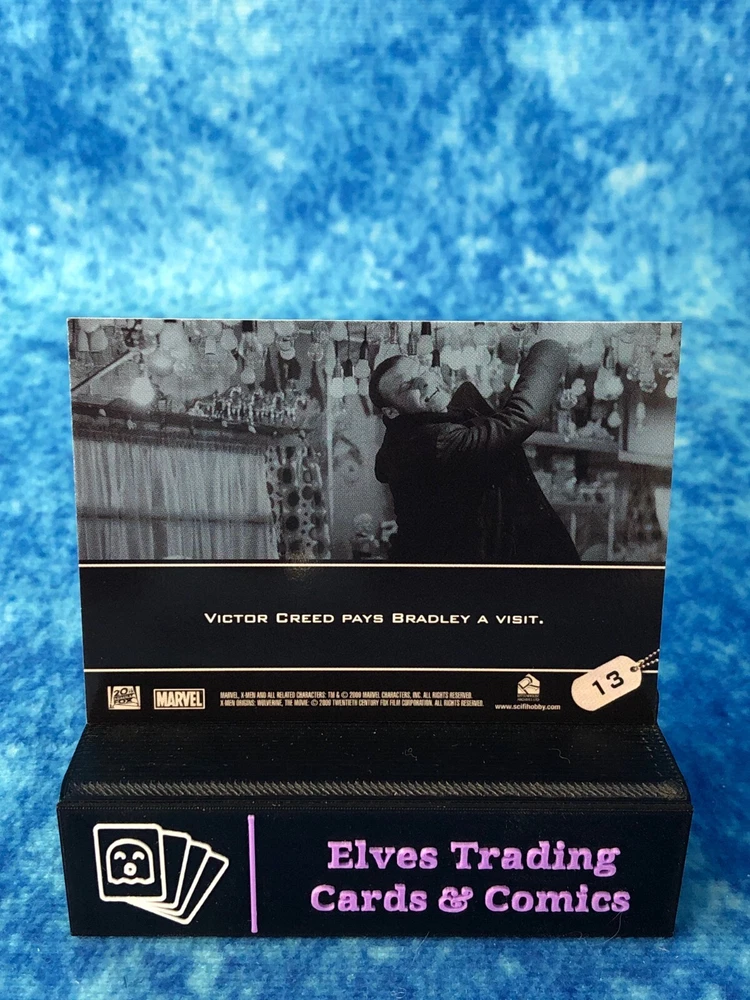 Victor Creed pays Bradley a visit.
20th Century Fox
MARVEL
MARVEL, X-MEN AND ALL RELATED CHARACTERS: TM & © 2009 MARVEL CHARACTERS, INC. ALL RIGHTS RESERVED.
X-MEN ORIGINS: WOLVERINE, THE MOVIE: © 2009 TWENTIETH CENTURY FOX FILM CORPORATION. ALL RIGHTS RESERVED.
www.scifihobby.com
13
Elves Trading
Cards & Comics